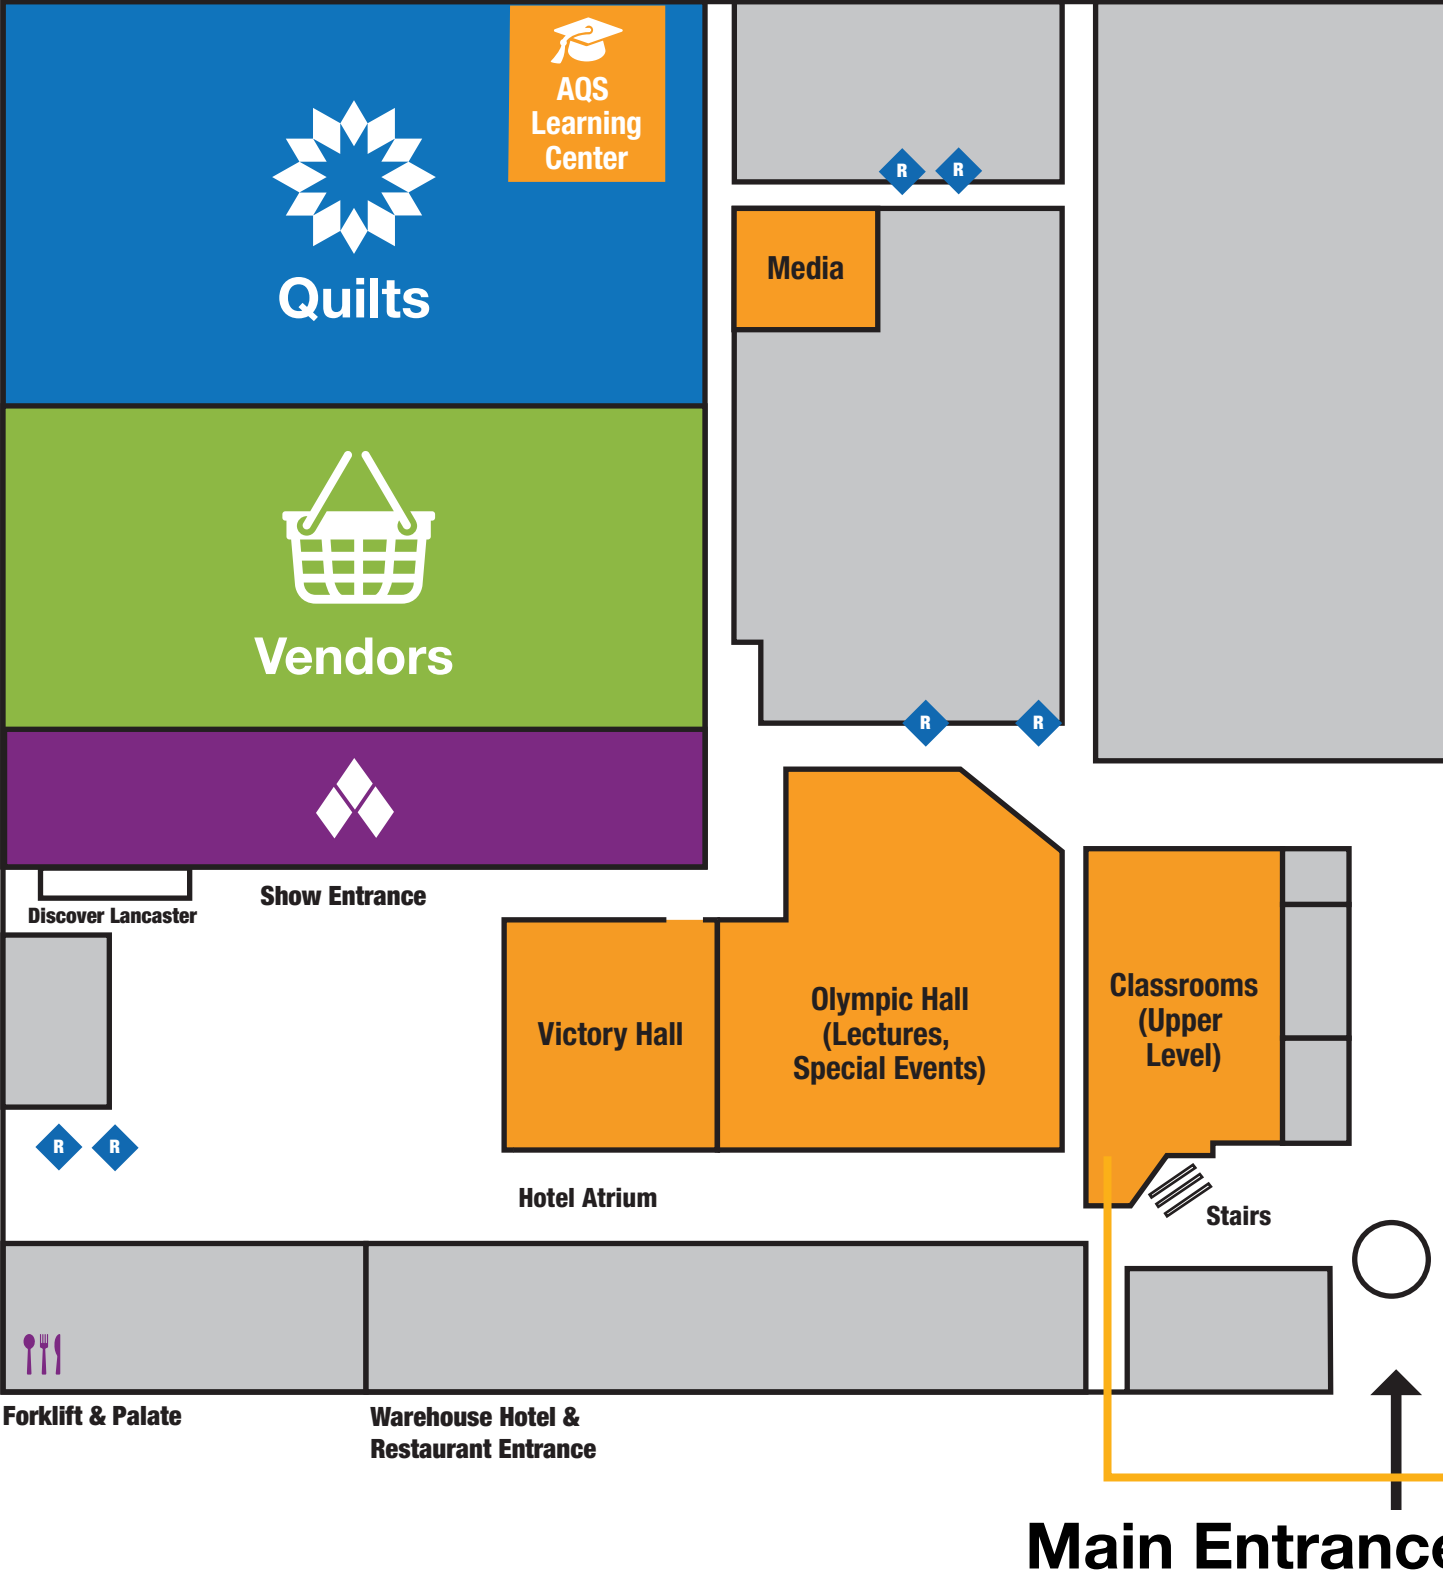 AQS
Learning
Center
Quilts
R
R
Media
Vendors
R
R
Show Entrance
Discover Lancaster
Victory Hall
Olympic Hall
(Lectures,
Special Events)
Classrooms
(Upper
Level)
R
R
Hotel Atrium
Stairs
Forklift & Palate
Warehouse Hotel &
Restaurant Entrance
Main Entrance